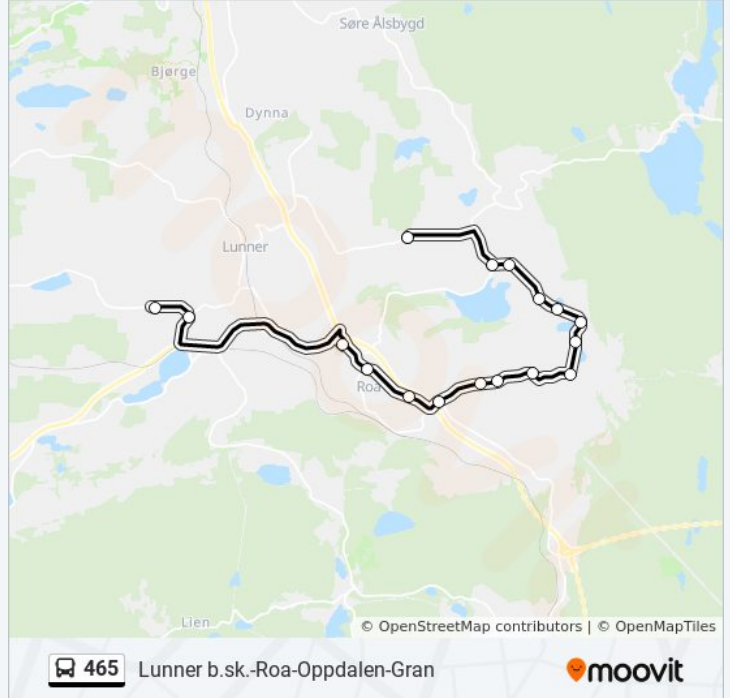 Søre Ålsbygd
Bjørge
Dynna
Lunner
Roa
Lien
© OpenStreetMap contributors | © OpenMapTiles
465 Lunner b.sk.-Roa-Oppdalen-Gran
moovit